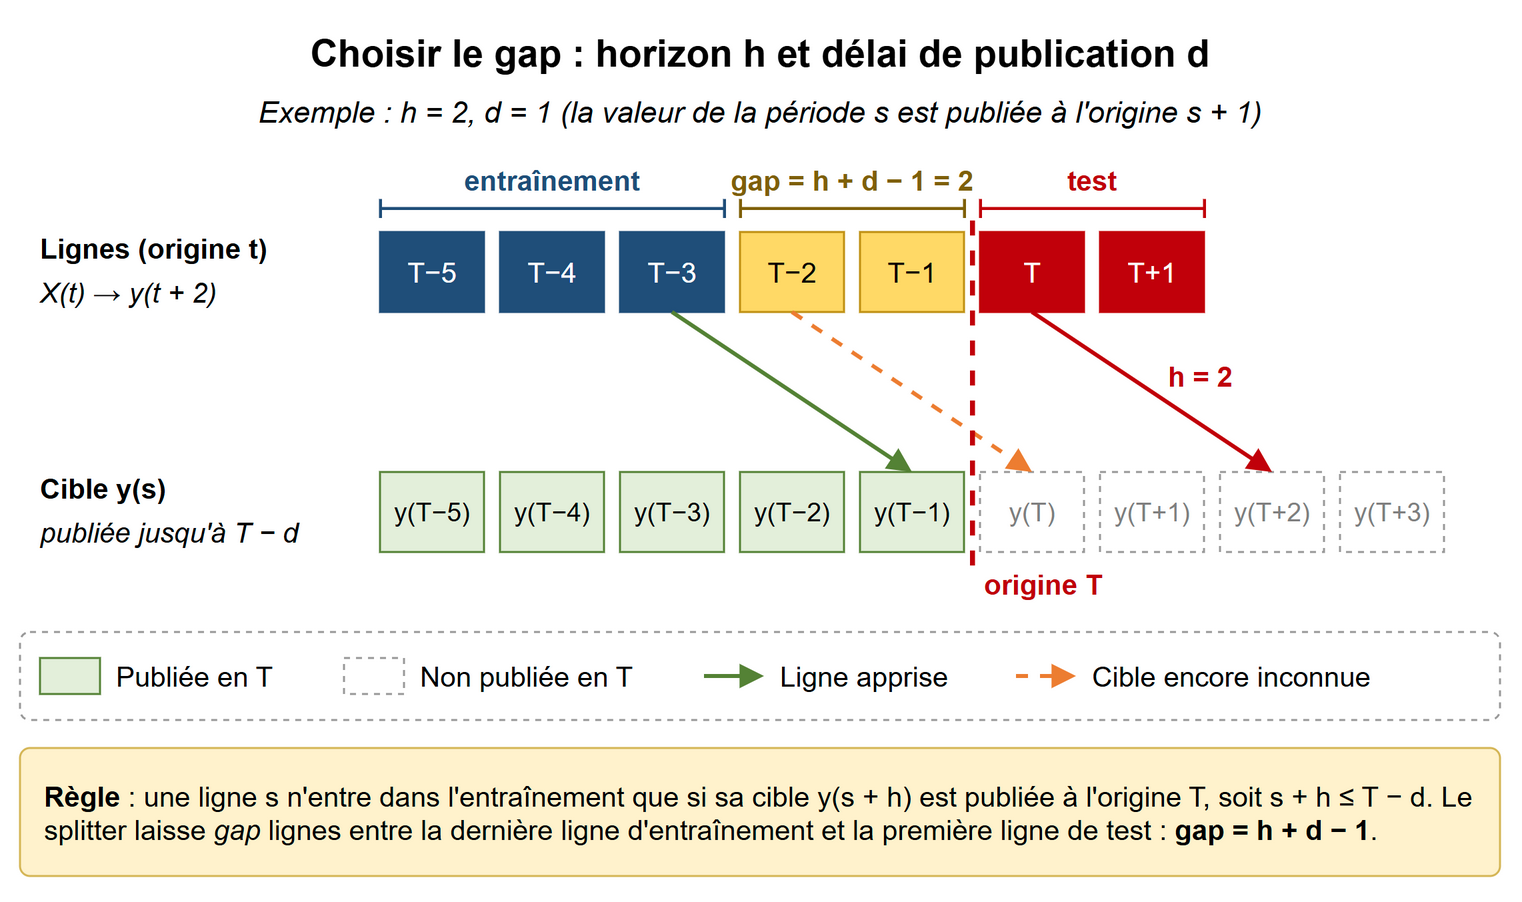 Choisir le gap : horizon h et délai de publication d
Exemple : h = 2, d = 1 (la valeur de la période s est publiée à l'origine s + 1)
entraînement
gap = h + d − 1 = 2
test
Lignes (origine t)
X(t) → y(t + 2)
T−5
T−4
T−3
T−2
T−1
T
T+1
h = 2
Cible y(s)
publiée jusqu'à T − d
y(T−5)
y(T−4)
y(T−3)
y(T−2)
y(T−1)
y(T)
y(T+1)
y(T+2)
y(T+3)
origine T
Publiée en T
Non publiée en T
Ligne apprise
Cible encore inconnue
Règle : une ligne s n'entre dans l'entraînement que si sa cible y(s + h) est publiée à l'origine T, soit s + h ≤ T − d. Le
splitter laisse gap lignes entre la dernière ligne d'entraînement et la première ligne de test : gap = h + d − 1.